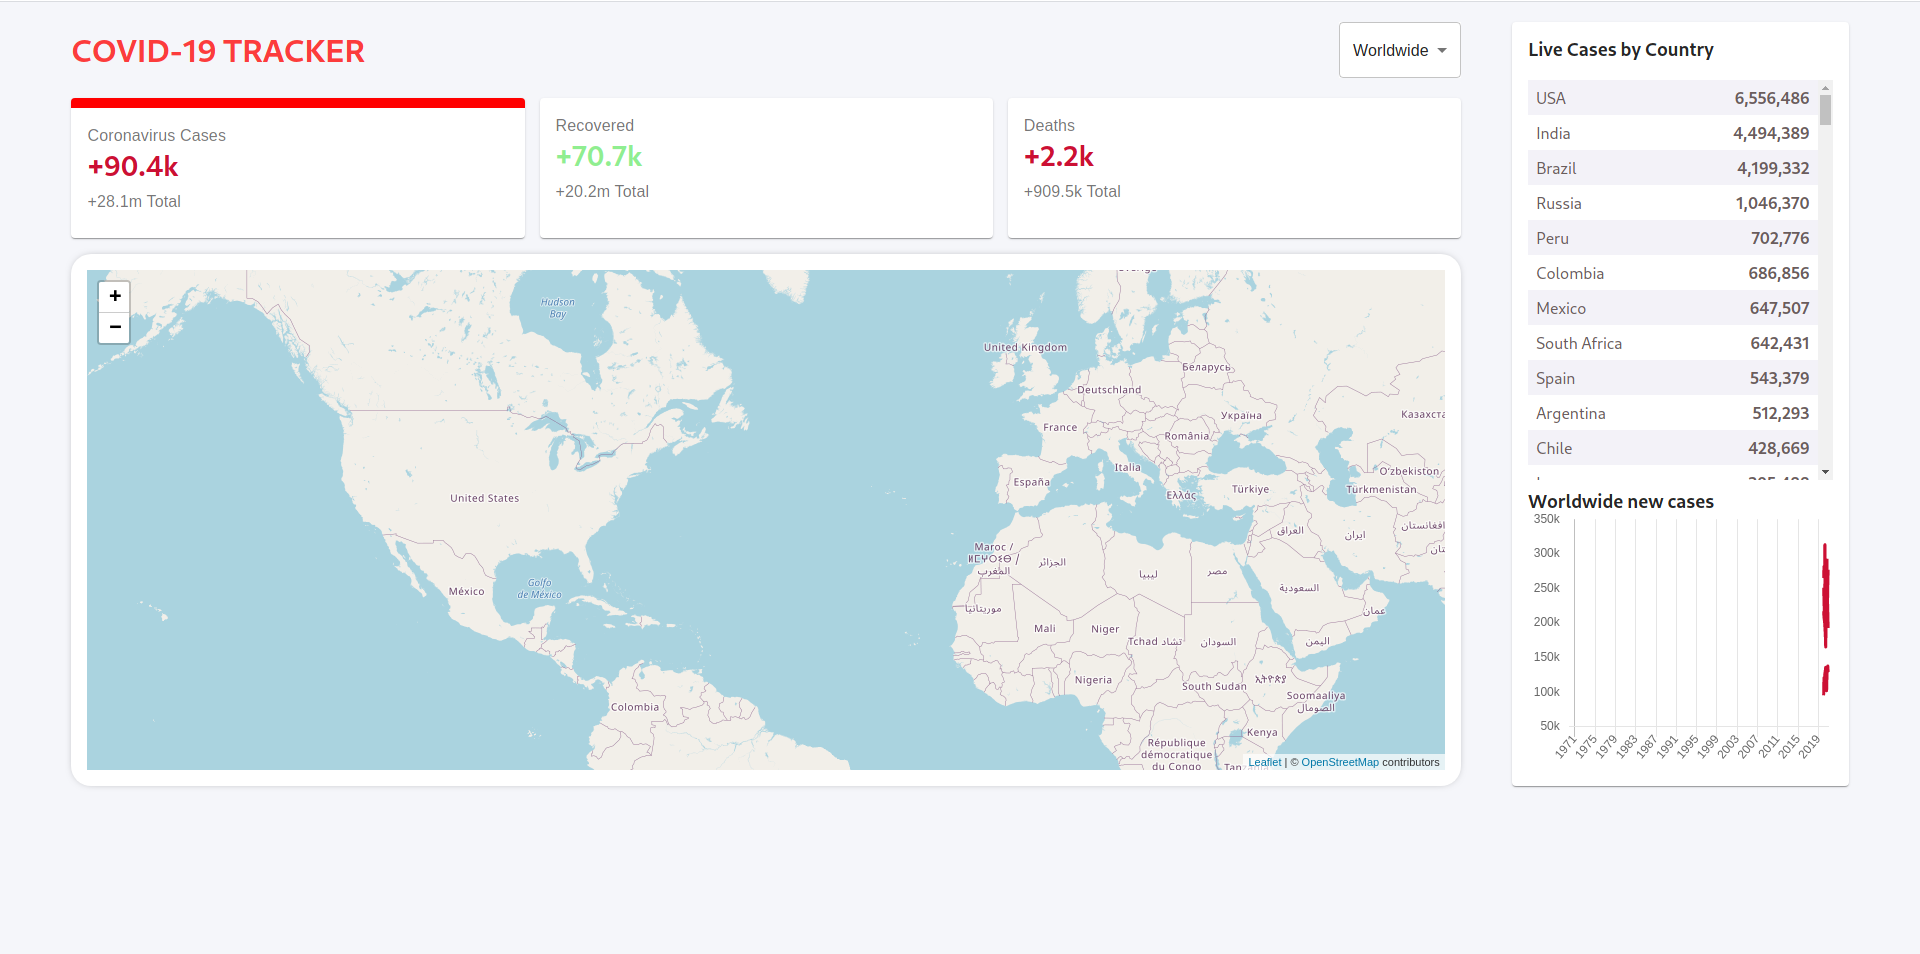 COVID-19 TRACKER
Worldwide
Coronavirus Cases
+90.4k
+28.1m Total
Recovered
+70.7k
+20.2m Total
Deaths
+2.2k
+909.5k Total
+
−
Hudson
Bay
United States
México
Golfo
de México
Colombia
United Kingdom
Беларусь
Deutschland
Україна
Казахста
France
România
Italia
O'zbekiston
España
Ελλάς
Türkiye
Türkmenistan
Maroc /
ⵍⵎⵖⵔⵉⴱ /
المغرب
الجزائر
ليبيا
مصر
العراق
ایران
السعودية
عمان
اليمن
موريتانيا
Mali
Niger
Tchad تشاد
السودان
Nigeria
South Sudan
ኢትዮጵያ
Soomaaliya
الصومال
Kenya
République
démocratique
du Congo
Leaflet | © OpenStreetMap contributors
Live Cases by Country
USA 6,556,486
India 4,494,389
Brazil 4,199,332
Russia 1,046,370
Peru 702,776
Colombia 686,856
Mexico 647,507
South Africa 642,431
Spain 543,379
Argentina 512,293
Chile 428,669
Worldwide new cases
350k
300k
250k
200k
150k
100k
50k
1971 1975 1979 1983 1987 1991 1995 1999 2003 2007 2011 2015 2019